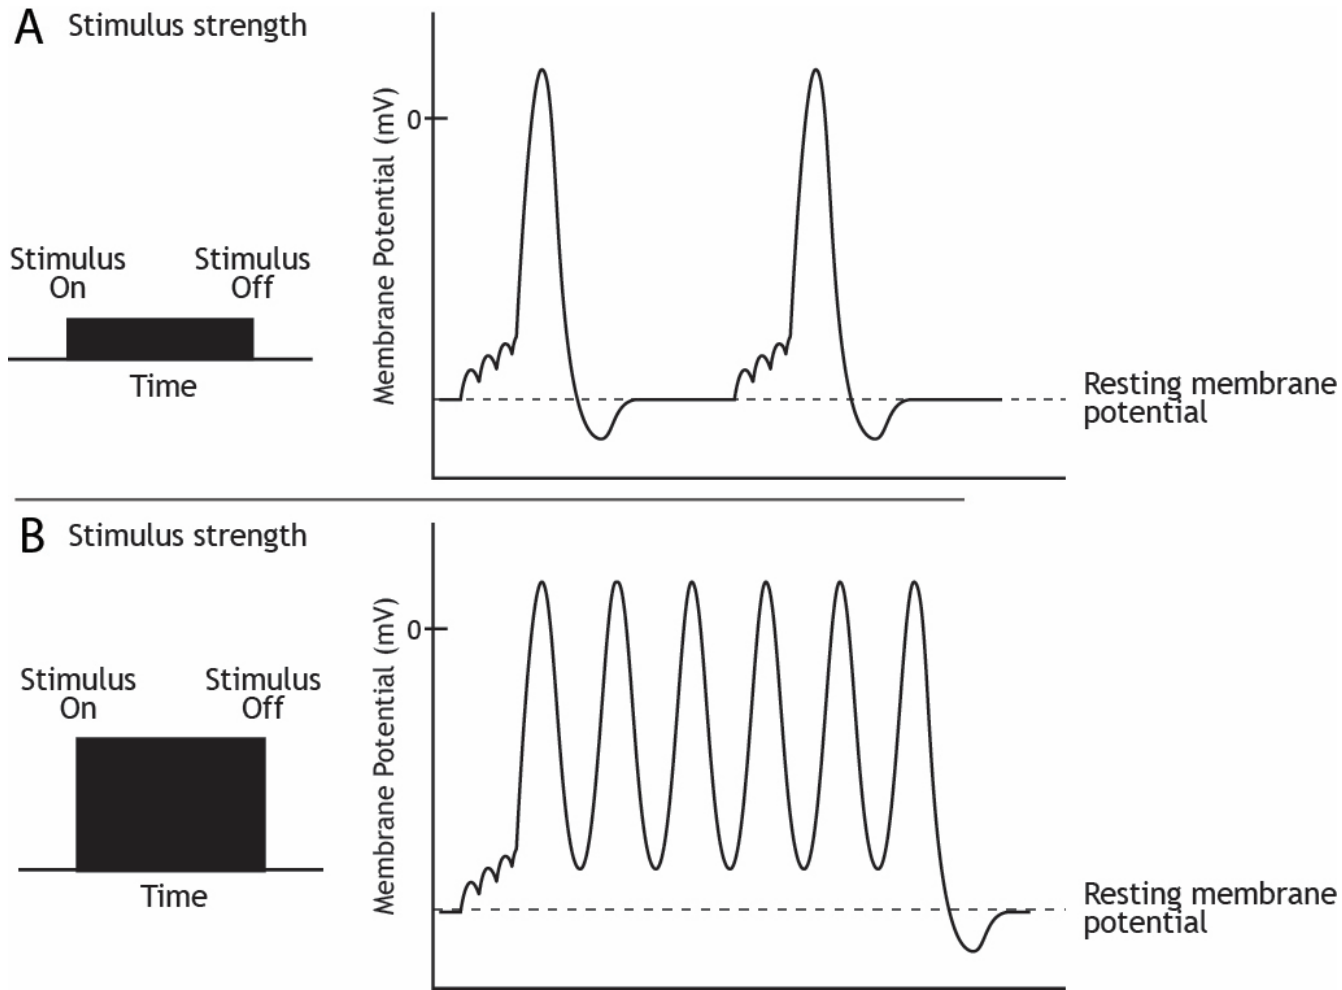 A Stimulus strength
Membrane Potential (mV)
0
Stimulus
On
Stimulus
Off
Time
Resting membrane
potential
B Stimulus strength
Membrane Potential (mV)
0
Stimulus
On
Stimulus
Off
Time
Resting membrane
potential